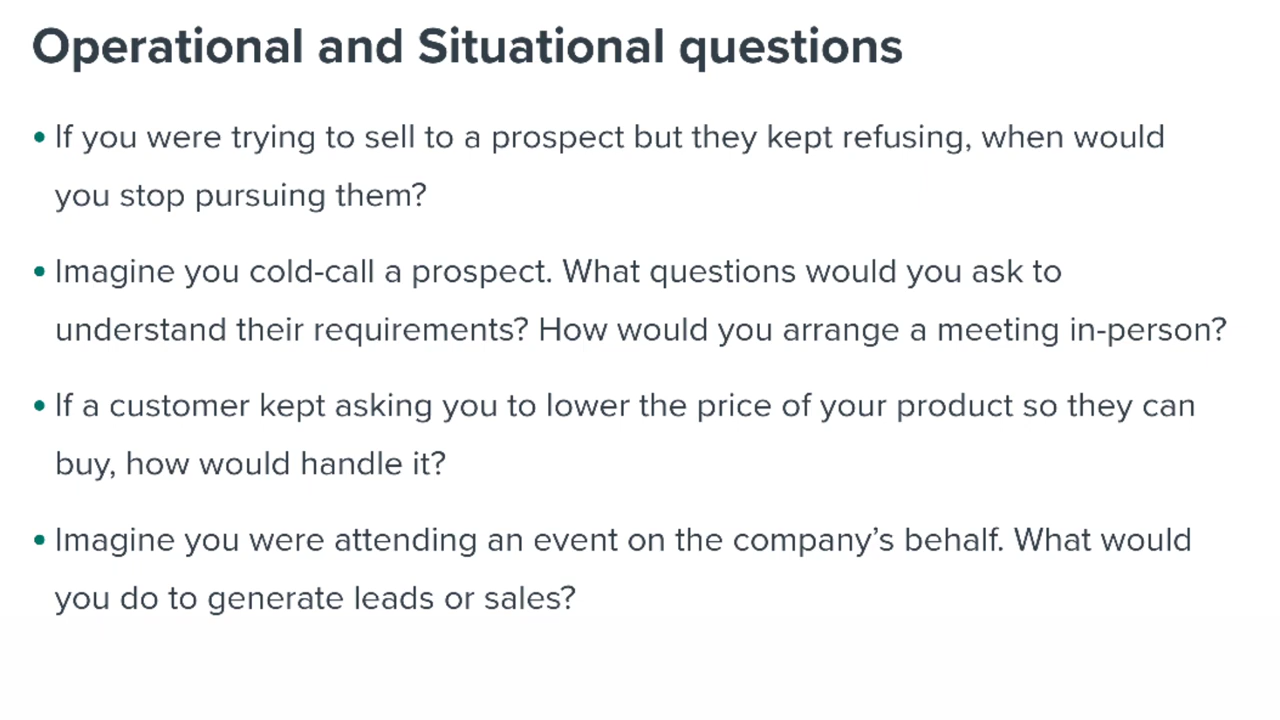 Operational and Situational questions
• If you were trying to sell to a prospect but they kept refusing, when would
you stop pursuing them?
• Imagine you cold-call a prospect. What questions would you ask to
understand their requirements? How would you arrange a meeting in-person?
• If a customer kept asking you to lower the price of your product so they can
buy, how would handle it?
• Imagine you were attending an event on the company’s behalf. What would
you do to generate leads or sales?